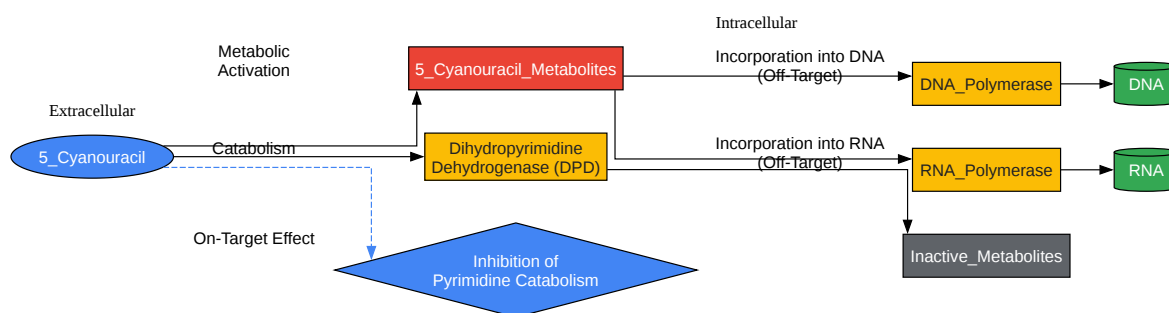 Intracellular
Metabolic
Activation
5_Cyanouracil_Metabolites
Incorporation into DNA
(Off-Target)
DNA_Polymerase
DNA
Extracellular
5_Cyanouracil
Catabolism
Dihydropyrimidine
Dehydrogenase (DPD)
Incorporation into RNA
(Off-Target)
RNA_Polymerase
RNA
On-Target Effect
Inhibition of
Pyrimidine Catabolism
Inactive_Metabolites